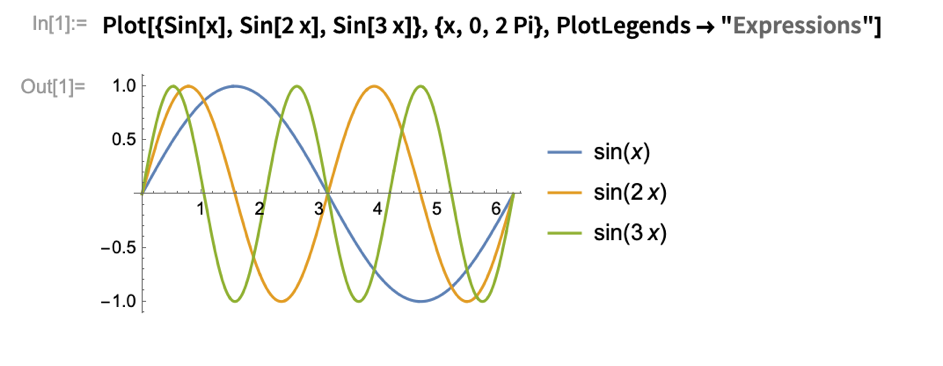 In[1]:= Plot[{Sin[x], Sin[2 x], Sin[3 x]}, {x, 0, 2 Pi}, PlotLegends → "Expressions"]
Out[1]=
1.0
0.5
−0.5
−1.0
1 2 3 4 5 6
sin(x)
sin(2 x)
sin(3 x)